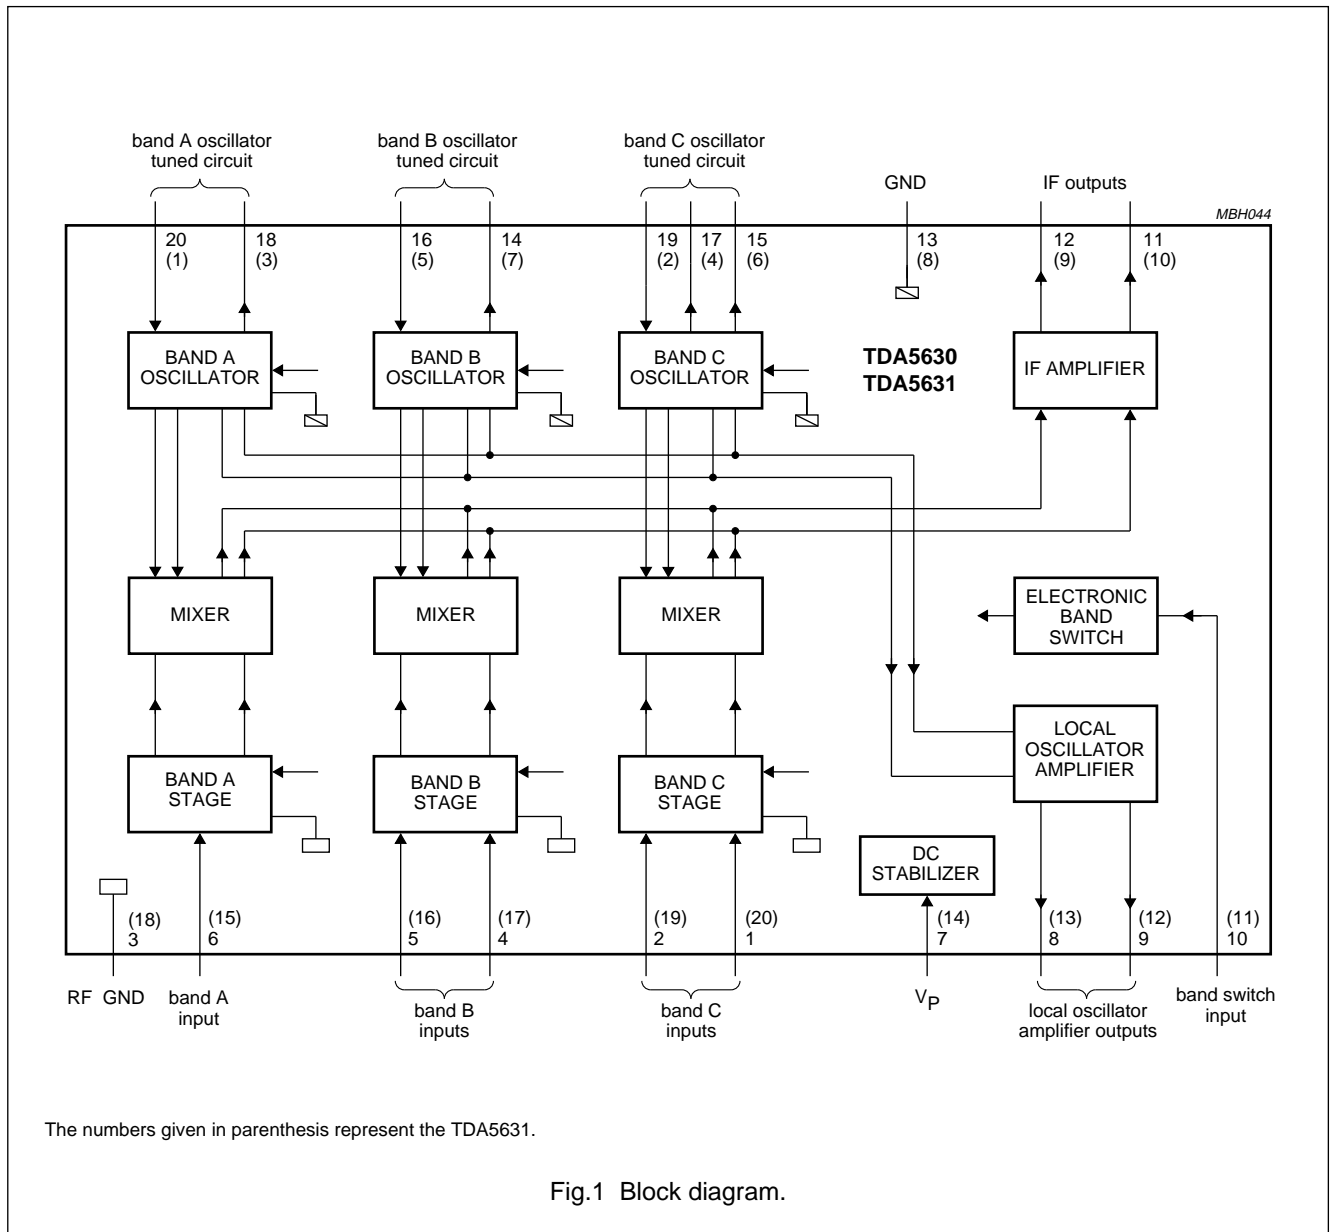 band A oscillator
tuned circuit
band B oscillator
tuned circuit
band C oscillator
tuned circuit
GND
IF outputs
MBH044
20
(1)
18
(3)
16
(5)
14
(7)
19
(2)
17
(4)
15
(6)
13
(8)
12
(9)
11
(10)
BAND A
OSCILLATOR
BAND B
OSCILLATOR
BAND C
OSCILLATOR
TDA5630
TDA5631
IF AMPLIFIER
MIXER
MIXER
MIXER
ELECTRONIC
BAND
SWITCH
BAND A
STAGE
BAND B
STAGE
BAND C
STAGE
LOCAL
OSCILLATOR
AMPLIFIER
DC
STABILIZER
(18)
3
(15)
6
(16)
5
(17)
4
(19)
2
(20)
1
(14)
7
(13)
8
(12)
9
(11)
10
RF GND
band A
input
band B
inputs
band C
inputs
VP
local oscillator
amplifier outputs
band switch
input
The numbers given in parenthesis represent the TDA5631.
Fig.1 Block diagram.